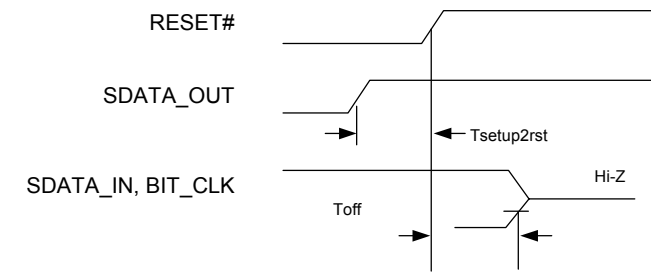 RESET#
SDATA_OUT
Tsetup2rst
SDATA_IN, BIT_CLK
Hi-Z
Toff